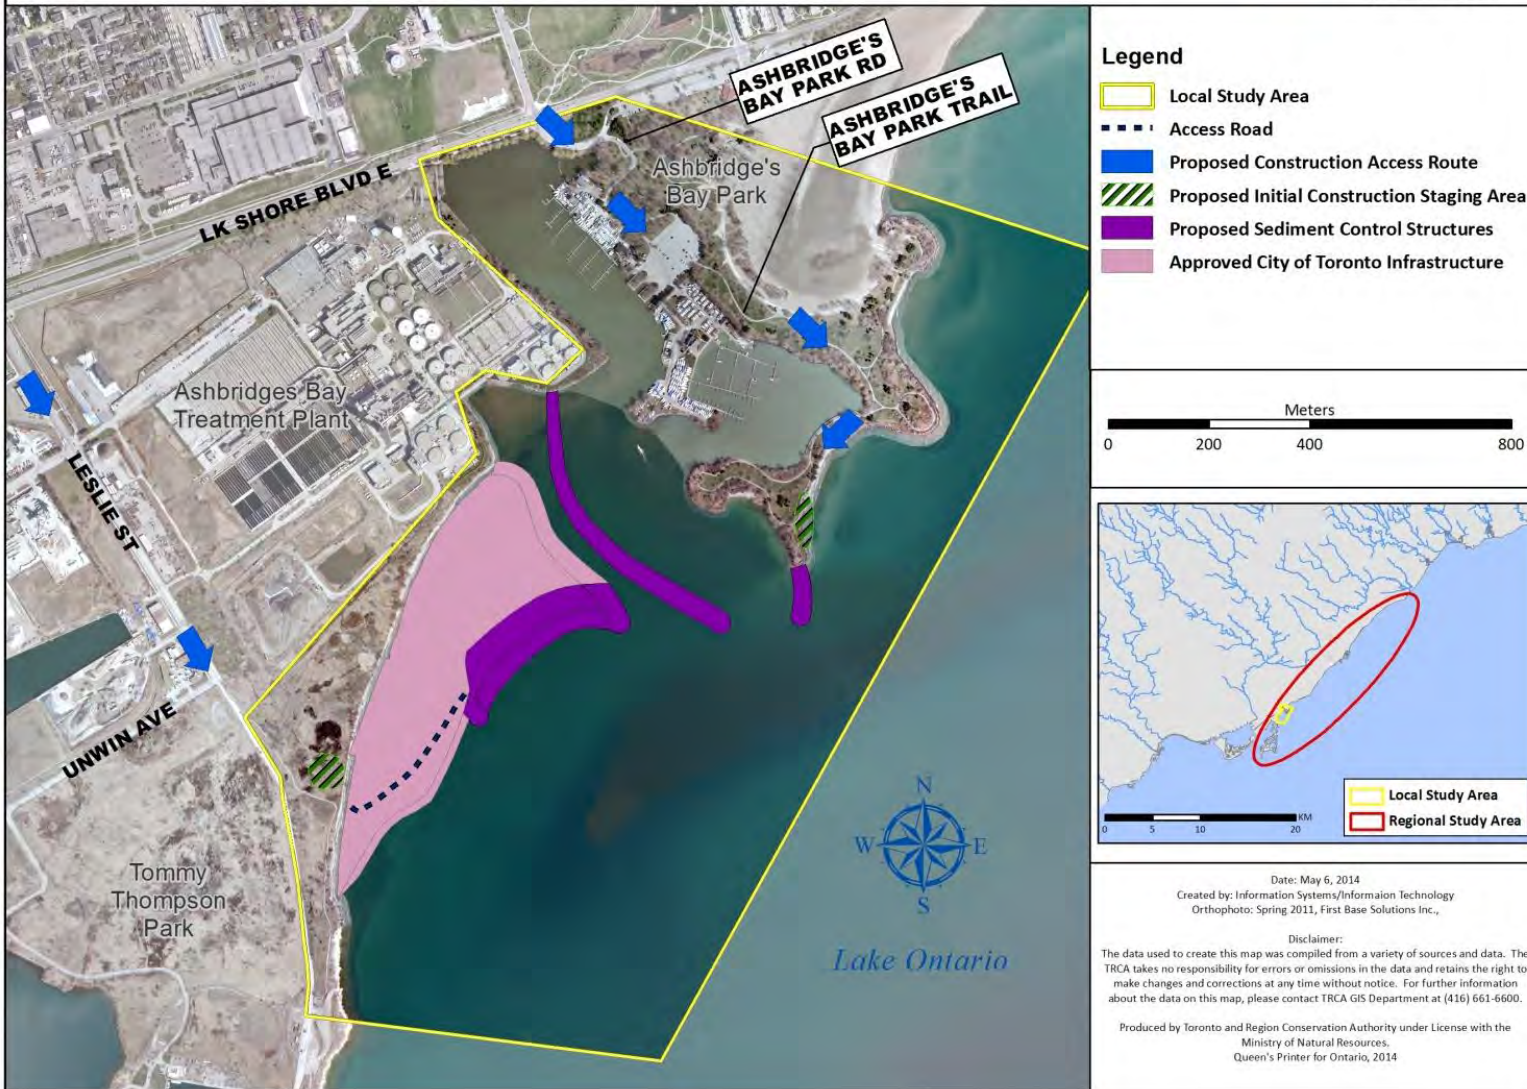 ASHBRIDGE'S
BAY PARK RD
ASHBRIDGE'S
BAY PARK TRAIL
Ashbridge's
Bay Park
LK SHORE BLVD E
Ashbridges Bay
Treatment Plant
LESLIE ST
UNWIN AVE
Tommy
Thompson
Park
N
W
E
S
Lake Ontario
Legend
Local Study Area
Access Road
Proposed Construction Access Route
Proposed Initial Construction Staging Area
Proposed Sediment Control Structures
Approved City of Toronto Infrastructure
Meters
0 200 400 800
Local Study Area
Regional Study Area
0 5 10 20 KM
Date: May 6, 2014
Created by: Information Systems/Informaion Technology
Orthophoto: Spring 2011, First Base Solutions Inc.,
Disclaimer:
The data used to create this map was compiled from a variety of sources and data. The
TRCA takes no responsibility for errors or omissions in the data and retains the right to
make changes and corrections at any time without notice. For further information
about the data on this map, please contact TRCA GIS Department at (416) 661-6600.
Produced by Toronto and Region Conservation Authority under License with the
Ministry of Natural Resources.
Queen's Printer for Ontario, 2014